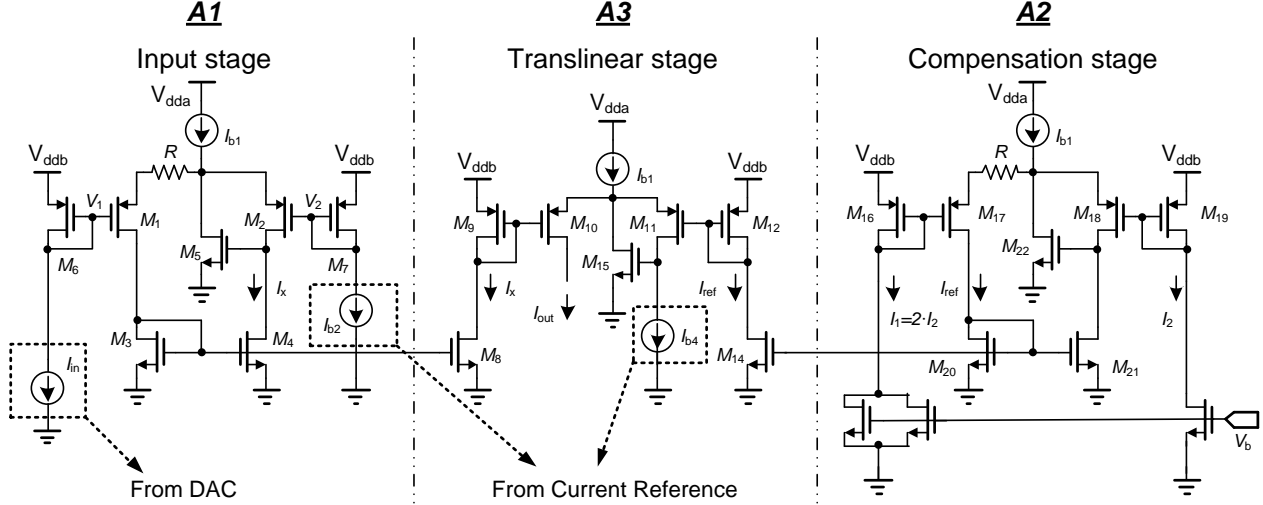 A1
A3
A2
Input stage
Translinear stage
Compensation stage
Vdda
Ib1
Vddb
R
Vddb
V1
M1
M2
V2
M6
M5
M7
Ix
Ib2
M3
M4
Iin
From DAC
Vdda
Ib1
Vddb
Vddb
M9
M10
M11
M12
M15
Ix
Iout
Iref
Ib4
M8
M14
From Current Reference
Vdda
Ib1
Vddb
R
Vddb
M16
M17
M18
M19
M22
I1=2·I2
Iref
I2
M20
M21
Vb